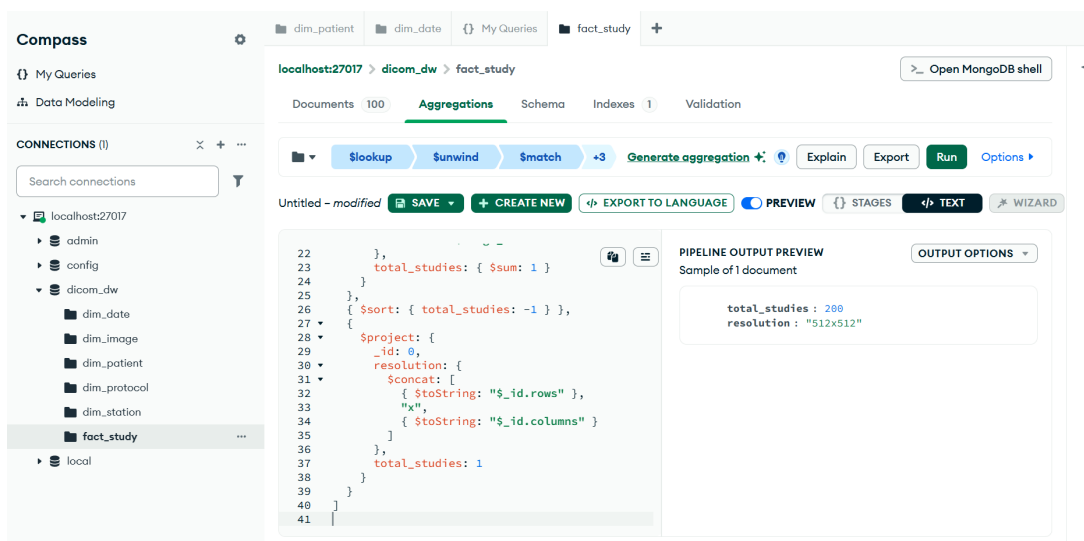 Compass
My Queries
Data Modeling
CONNECTIONS (1)
Search connections
localhost:27017
admin
config
dicom_dw
dim_date
dim_image
dim_patient
dim_protocol
dim_station
fact_study
local
dim_patient
dim_date
{} My Queries
fact_study
localhost:27017 > dicom_dw > fact_study
>_ Open MongoDB shell
Documents 100
Aggregations
Schema
Indexes 1
Validation
$lookup
$unwind
$match
+3
Generate aggregation
Explain
Export
Run
Options
Untitled – modified
SAVE
+ CREATE NEW
</> EXPORT TO LANGUAGE
PREVIEW
{} STAGES
</> TEXT
WIZARD
22 },
23 total_studies: { $sum: 1 }
24 }
25 },
26 { $sort: { total_studies: -1 } },
27 {
28 $project: {
29 _id: 0,
30 resolution: {
31 $concat: [
32 { $toString: "$_id.rows" },
33 "x",
34 { $toString: "$_id.columns" }
35 ]
36 },
37 total_studies: 1
38 }
39 }
40 ]
41
PIPELINE OUTPUT PREVIEW
Sample of 1 document
OUTPUT OPTIONS
total_studies : 200
resolution : "512x512"